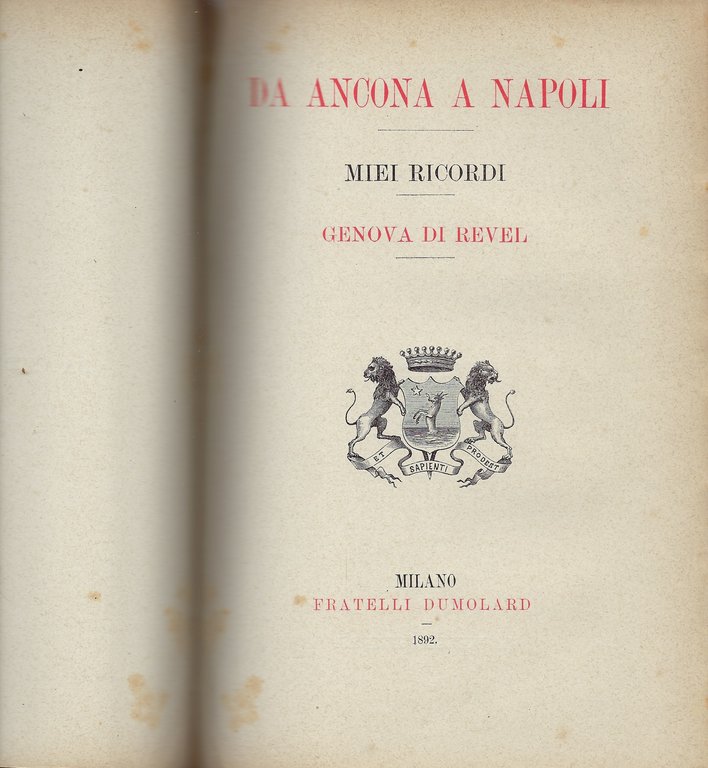 DA ANCONA A NAPOLI
MIEI RICORDI
GENOVA DI REVEL
ET SAPIENTI PRODEST
MILANO
FRATELLI DUMOLARD
1892.